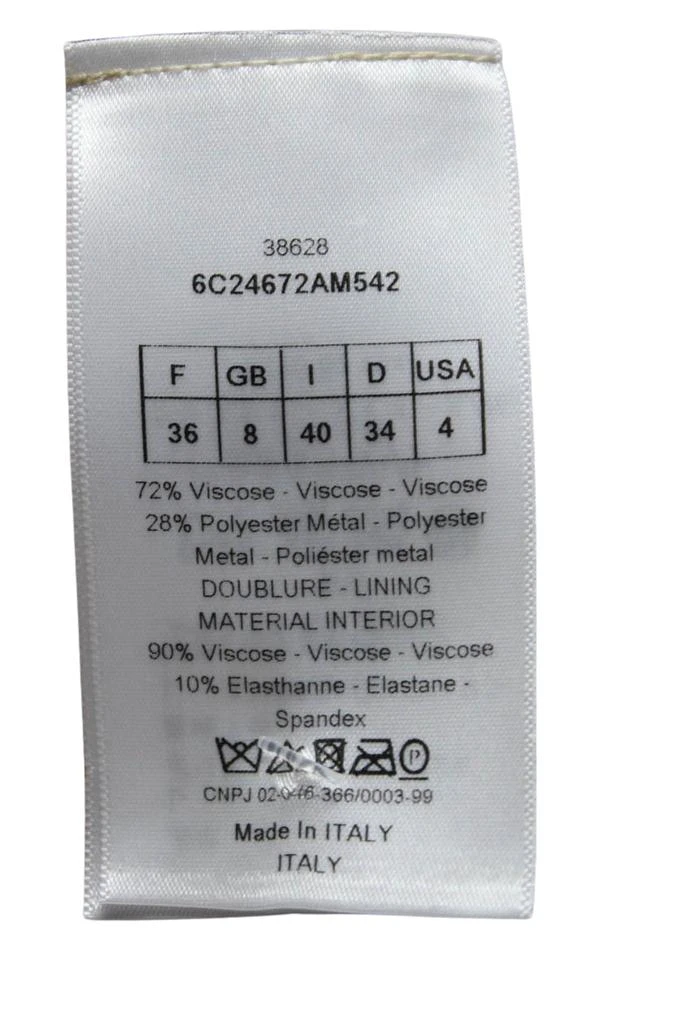 38628
6C24672AM542
F GB I D USA
36 8 40 34 4
72% Viscose - Viscose - Viscose
28% Polyester Métal - Polyester
Metal - Poliéster metal
DOUBLURE - LINING
MATERIAL INTERIOR
90% Viscose - Viscose - Viscose
10% Elasthanne - Elastane -
Spandex
P
CNPJ 02-046-366/0003-99
Made In ITALY
ITALY